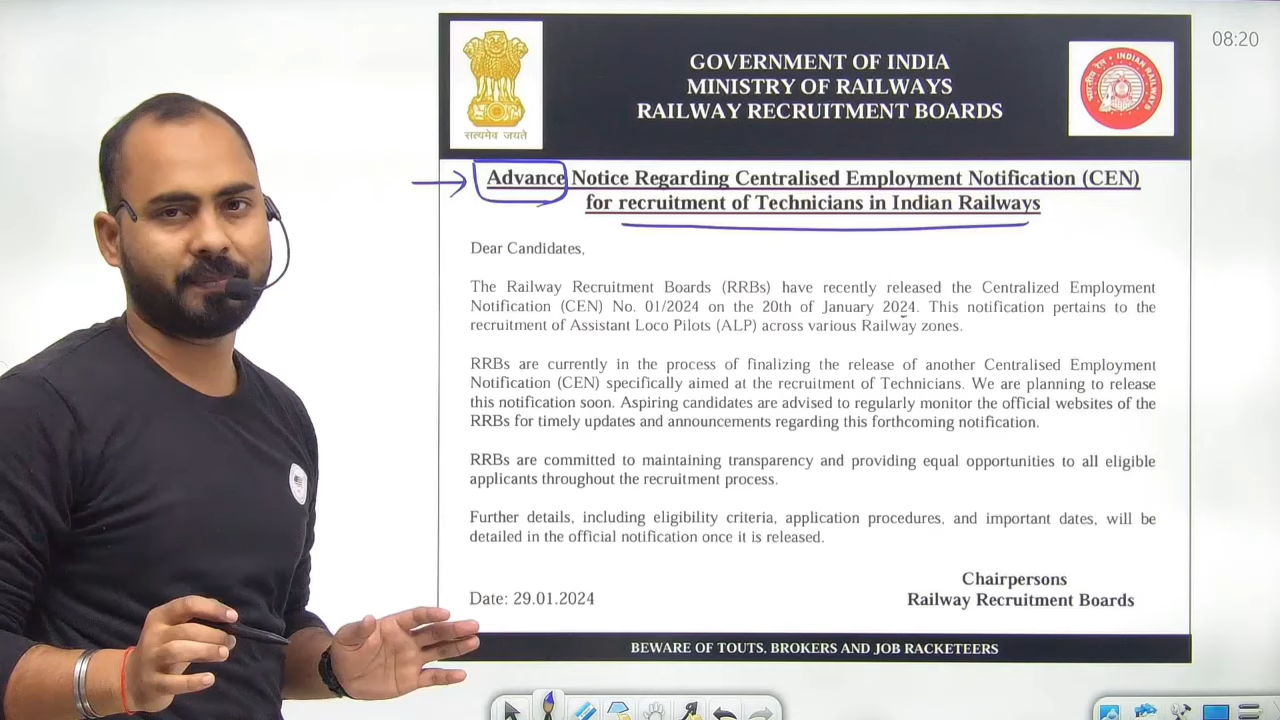 08:20
GOVERNMENT OF INDIA
MINISTRY OF RAILWAYS
RAILWAY RECRUITMENT BOARDS
सत्यमेव जयते
भारतीय रेल • INDIAN RAILWAYS
Advance Notice Regarding Centralised Employment Notification (CEN)
for recruitment of Technicians in Indian Railways
Dear Candidates,
The Railway Recruitment Boards (RRBs) have recently released the Centralized Employment
Notification (CEN) No. 01/2024 on the 20th of January 2024. This notification pertains to the
recruitment of Assistant Loco Pilots (ALP) across various Railway zones.
RRBs are currently in the process of finalizing the release of another Centralised Employment
Notification (CEN) specifically aimed at the recruitment of Technicians. We are planning to release
this notification soon. Aspiring candidates are advised to regularly monitor the official websites of the
RRBs for timely updates and announcements regarding this forthcoming notification.
RRBs are committed to maintaining transparency and providing equal opportunities to all eligible
applicants throughout the recruitment process.
Further details, including eligibility criteria, application procedures, and important dates, will be
detailed in the official notification once it is released.
Chairpersons
Date: 29.01.2024
Railway Recruitment Boards
BEWARE OF TOUTS, BROKERS AND JOB RACKETEERS